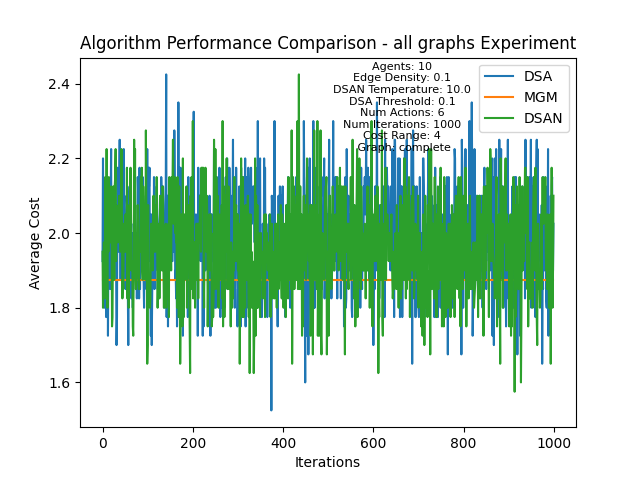 Algorithm Performance Comparison - all graphs Experiment
Agents: 10
Edge Density: 0.1
DSAN Temperature: 10.0
DSA Threshold: 0.1
Num Actions: 6
Num Iterations: 1000
Cost Range: 4
Graph: complete
DSA
MGM
DSAN
2.4
2.2
2.0
1.8
1.6
Average Cost
0
200
400
600
800
1000
Iterations